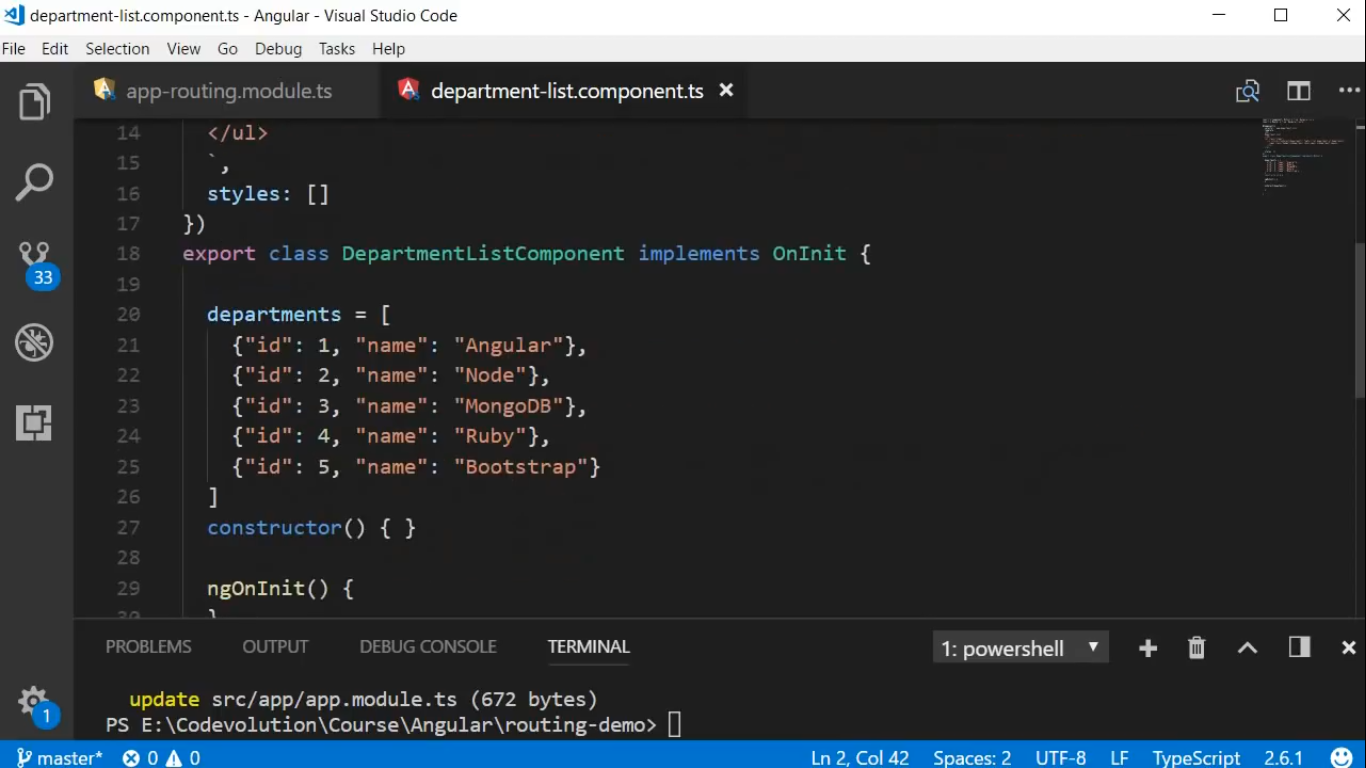 department-list.component.ts - Angular - Visual Studio Code
File Edit Selection View Go Debug Tasks Help
app-routing.module.ts department-list.component.ts ×
14 </ul>
15 `,
16 styles: []
17 })
18 export class DepartmentListComponent implements OnInit {
19
20 departments = [
21 {"id": 1, "name": "Angular"},
22 {"id": 2, "name": "Node"},
23 {"id": 3, "name": "MongoDB"},
24 {"id": 4, "name": "Ruby"},
25 {"id": 5, "name": "Bootstrap"}
26 ]
27 constructor() { }
28
29 ngOnInit() {
30 }
33
PROBLEMS OUTPUT DEBUG CONSOLE TERMINAL 1: powershell
update src/app/app.module.ts (672 bytes)
PS E:\Codevolution\Course\Angular\routing-demo>
1
master* 0 0 Ln 2, Col 42 Spaces: 2 UTF-8 LF TypeScript 2.6.1